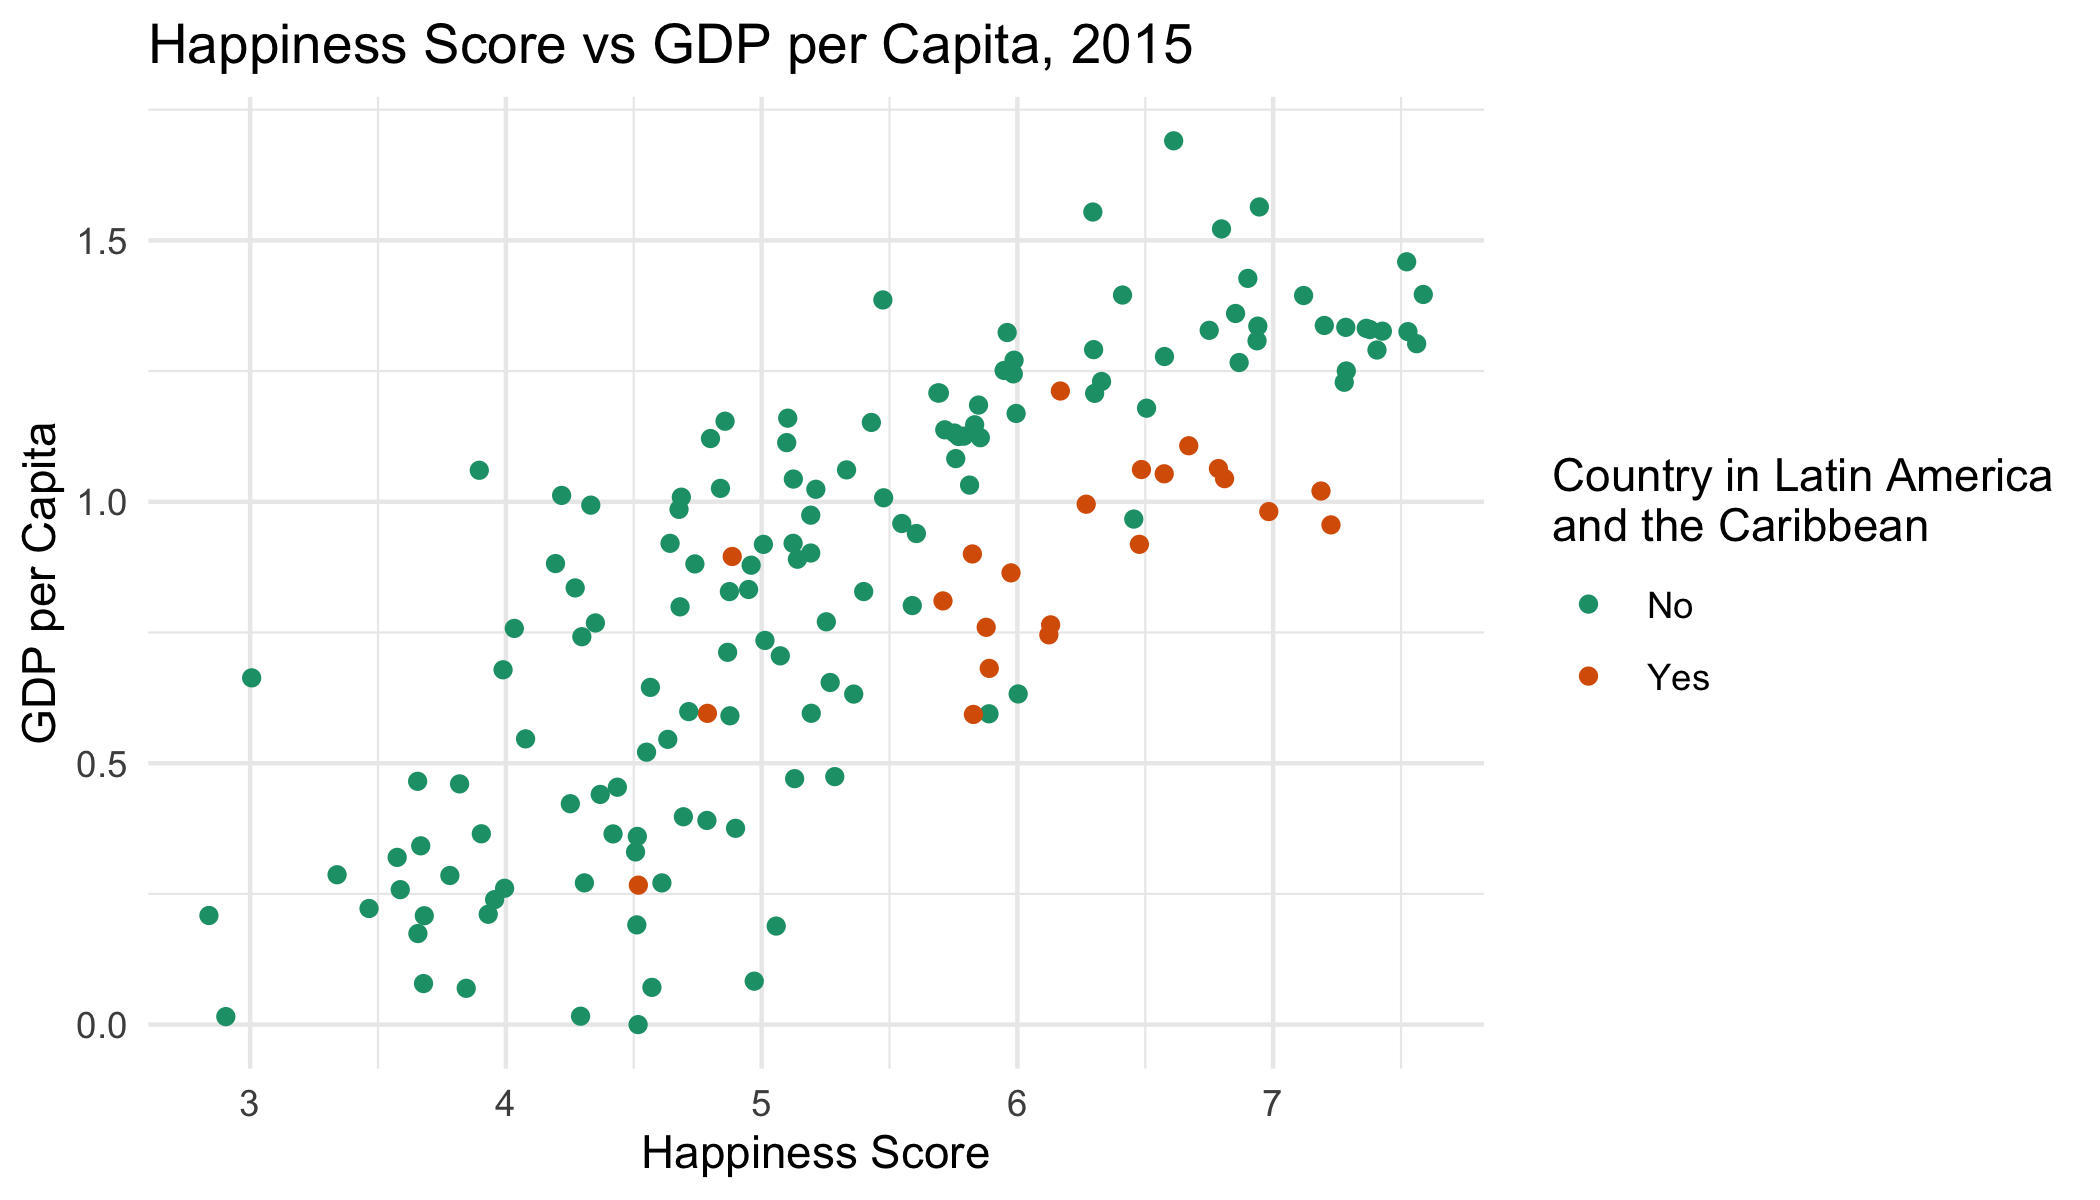 Happiness Score vs GDP per Capita, 2015
GDP per Capita
1.5
1.0
0.5
0.0
3 4 5 6 7
Happiness Score
Country in Latin America
and the Caribbean
No
Yes